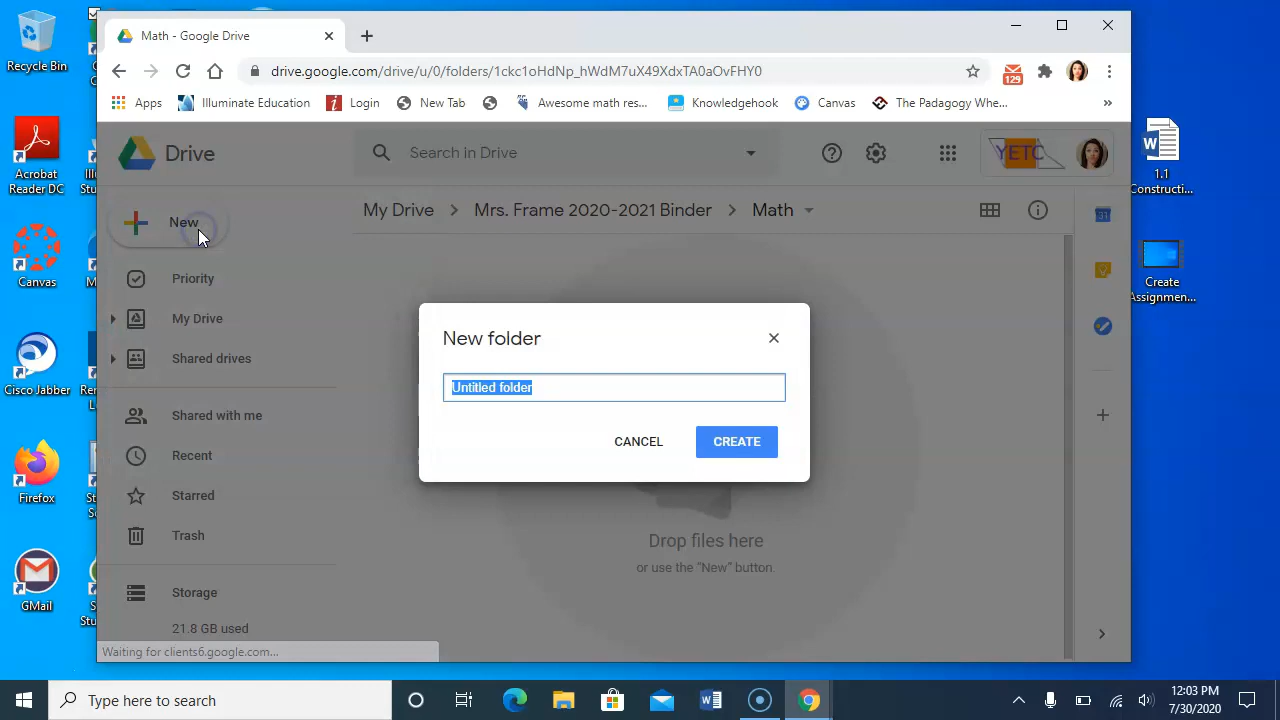 Recycle Bin
Acrobat
Reader DC
Canvas
Cisco Jabber
Firefox
GMail
Math - Google Drive
129
drive.google.com/drive/u/0/folders/1ckc1oHdNp_hWdM7uX49XdxTA0aOvFHY0
Apps
Illuminate Education
Login
New Tab
Awesome math res...
Knowledgehook
Canvas
The Padagogy Whe...
»
Drive
Search in Drive
YETC
New
My Drive > Mrs. Frame 2020-2021 Binder > Math
Priority
My Drive
Shared drives
Shared with me
Recent
Starred
Trash
Storage
21.8 GB used
Waiting for clients6.google.com...
New folder
Untitled folder
CANCEL
CREATE
Drop files here
or use the "New" button.
31
1.1
Constructi...
Create
Assignmen...
Type here to search
12:03 PM
7/30/2020